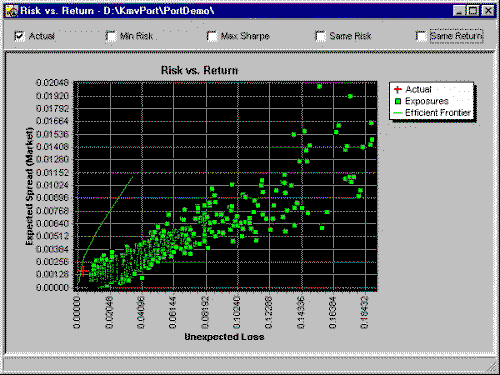 Risk vs. Return - D:\KmvPort\PortDemo\
Actual Min Risk Max Sharpe Same Risk Same Return
Risk vs. Return
Expected Spread (Market)
0.02048
0.01920
0.01792
0.01664
0.01536
0.01408
0.01280
0.01152
0.01024
0.00896
0.00768
0.00640
0.00512
0.00384
0.00256
0.00128
0.00000
Actual
Exposures
Efficient Frontier
0.00000 0.02048 0.04096 0.06144 0.08192 0.10240 0.12288 0.14336 0.16384 0.18432
Unexpected Loss